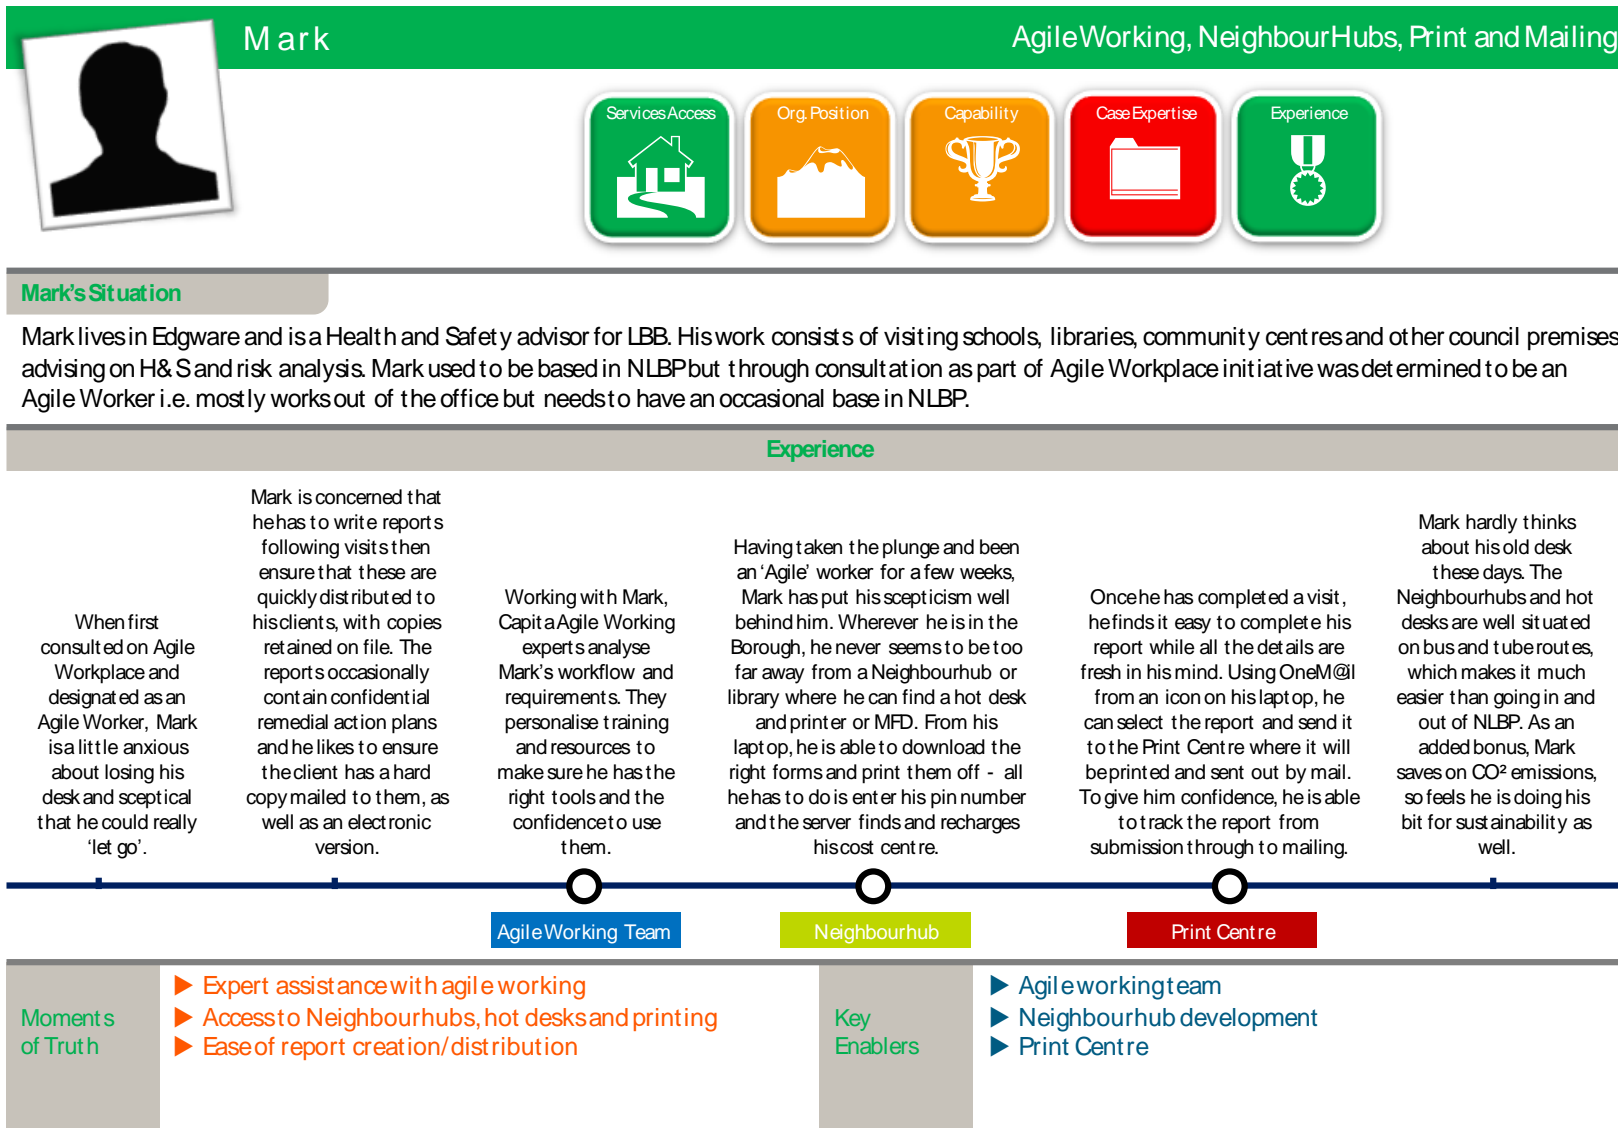 Mark
Agile Working, Neighbour Hubs, Print and Mailing
Services Access
Org. Position
Capability
Case Expertise
Experience
Mark's Situation
Mark lives in Edgware and is a Health and Safety advisor for LBB. His work consists of visiting schools, libraries, community centres and other council premises
advising on H&S and risk analysis. Mark used to be based in NLBP but through consultation as part of Agile Workplace initiative was determined to be an
Agile Worker i.e. mostly works out of the office but needs to have an occasional base in NLBP.
Experience
When first
consulted on Agile
Workplace and
designated as an
Agile Worker, Mark
is a little anxious
about losing his
desk and sceptical
that he could really
‘let go’.
Mark is concerned that
he has to write reports
following visits then
ensure that these are
quickly distributed to
his clients, with copies
retained on file. The
reports occasionally
contain confidential
remedial action plans
and he likes to ensure
the client has a hard
copy mailed to them, as
well as an electronic
version.
Working with Mark,
Capita Agile Working
experts analyse
Mark's workflow and
requirements. They
personalise training
and resources to
make sure he has the
right tools and the
confidence to use
them.
Having taken the plunge and been
an ‘Agile’ worker for a few weeks,
Mark has put his scepticism well
behind him. Wherever he is in the
Borough, he never seems to be too
far away from a Neighbourhub or
library where he can find a hot desk
and printer or MFD. From his
laptop, he is able to download the
right forms and print them off - all
he has to do is enter his pin number
and the server finds and recharges
his cost centre.
Once he has completed a visit,
he finds it easy to complete his
report while all the details are
fresh in his mind. Using OneM@il
from an icon on his laptop, he
can select the report and send it
to the Print Centre where it will
be printed and sent out by mail.
To give him confidence, he is able
to track the report from
submission through to mailing.
Mark hardly thinks
about his old desk
these days. The
Neighbourhubs and hot
desks are well situated
on bus and tube routes,
which makes it much
easier than going in and
out of NLBP. As an
added bonus, Mark
saves on CO² emissions,
so feels he is doing his
bit for sustainability as
well.
Agile Working Team
Neighbourhub
Print Centre
Moments
of Truth
▶ Expert assistance with agile working
▶ Access to Neighbourhubs, hot desks and printing
▶ Ease of report creation/distribution
Key
Enablers
▶ Agile working team
▶ Neighbourhub development
▶ Print Centre